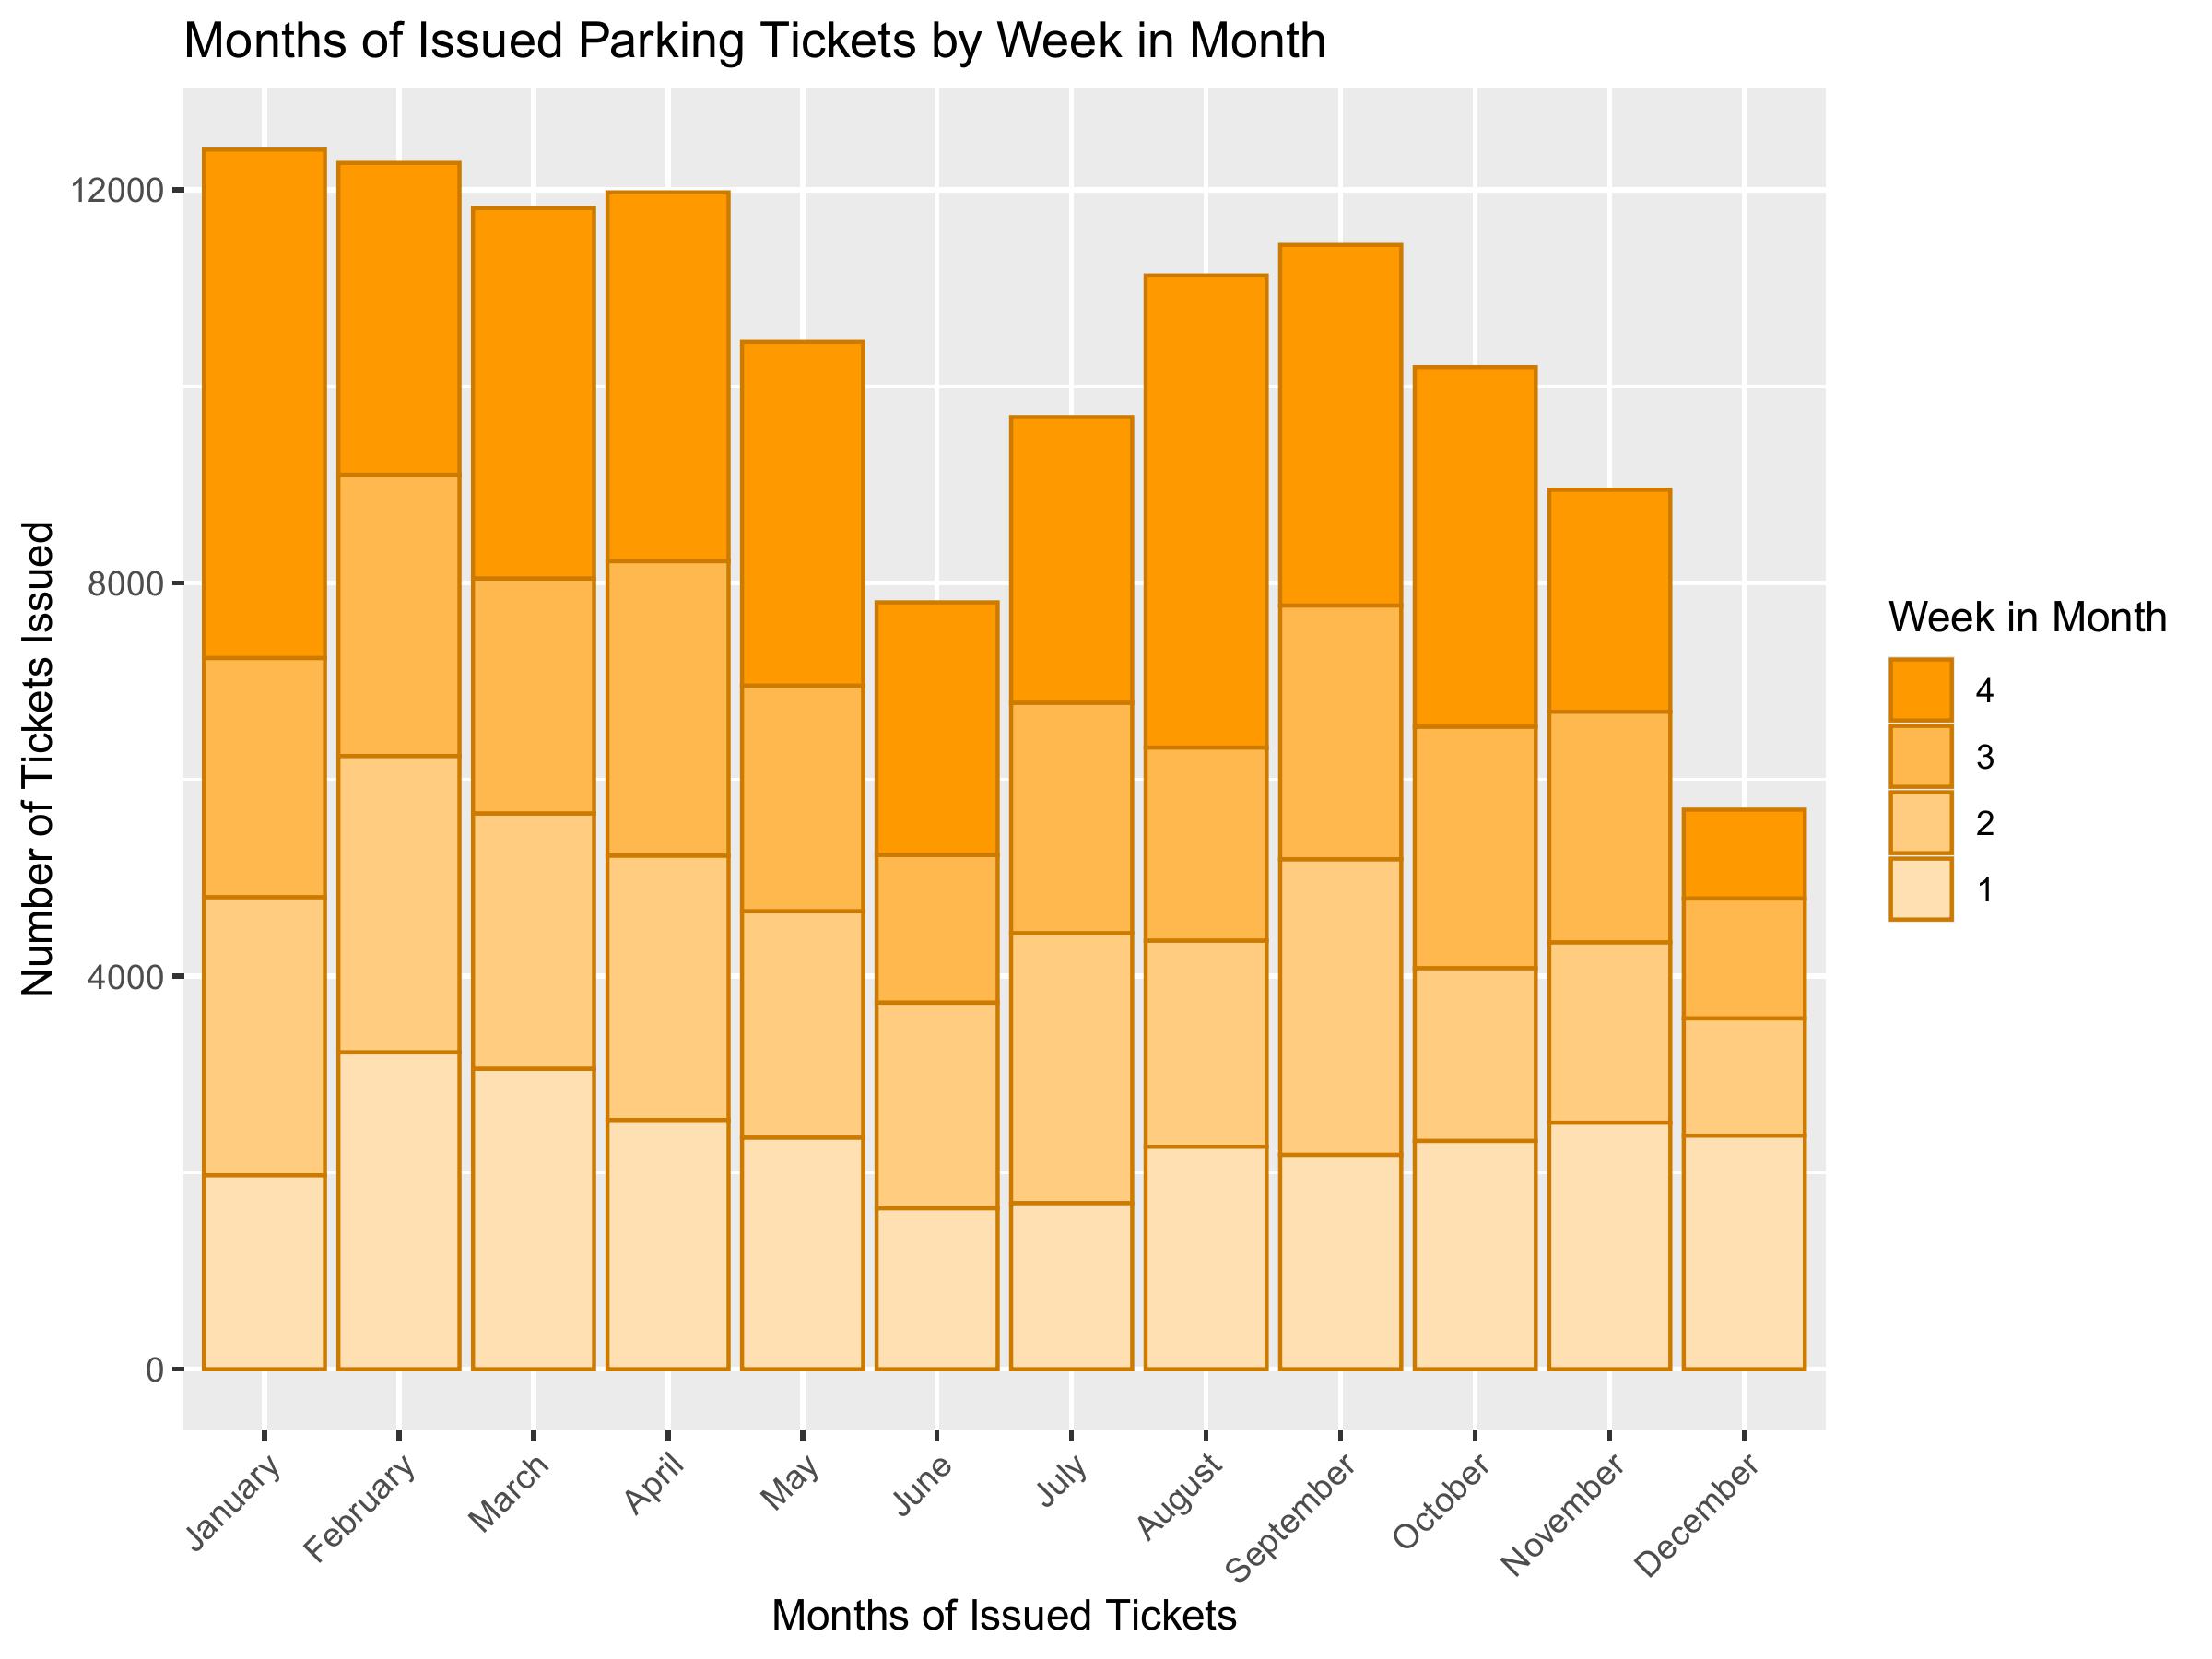 Months of Issued Parking Tickets by Week in Month
Number of Tickets Issued
12000
8000
4000
0
January
February
March
April
May
June
July
August
September
October
November
December
Months of Issued Tickets
Week in Month
4
3
2
1